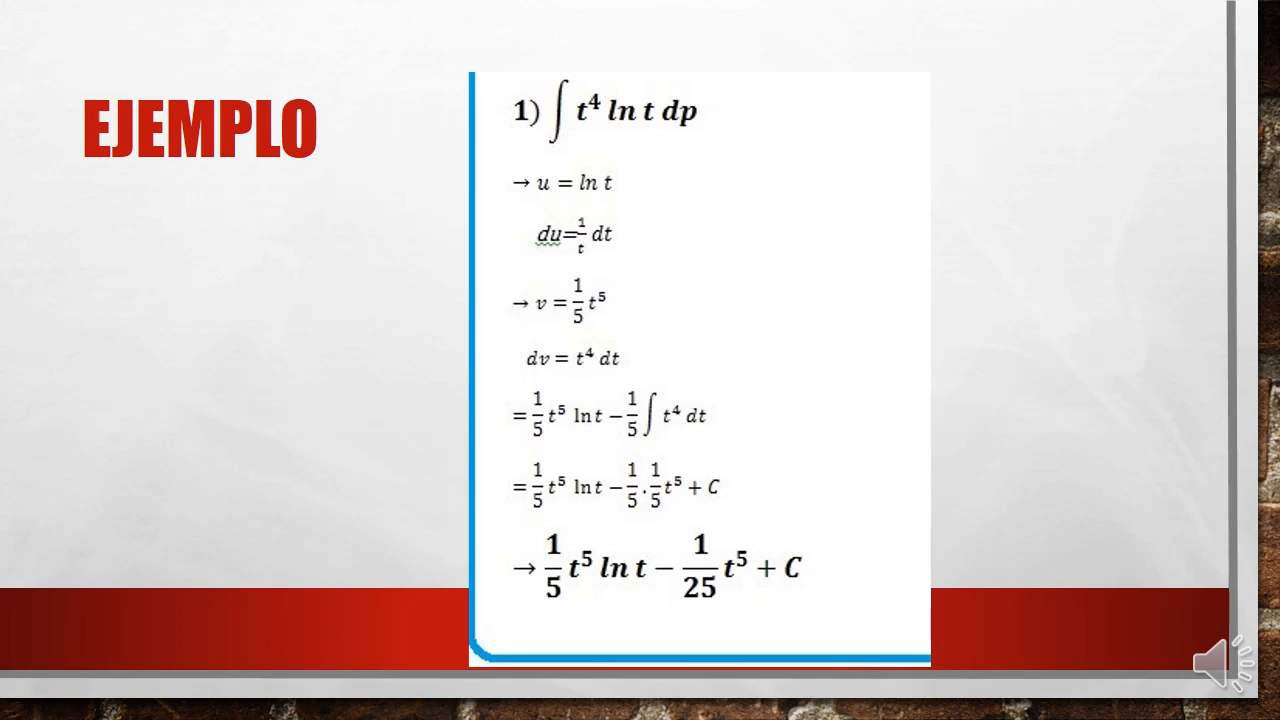 EJEMPLO
1) ∫ t⁴ ln t dp
→ u = ln t
du=1/t dt
→ v = 1/5 t⁵
dv = t⁴ dt
= 1/5 t⁵ ln t − 1/5 ∫ t⁴ dt
= 1/5 t⁵ ln t − 1/5 . 1/5 t⁵ + C
→ 1/5 t⁵ ln t − 1/25 t⁵ + C